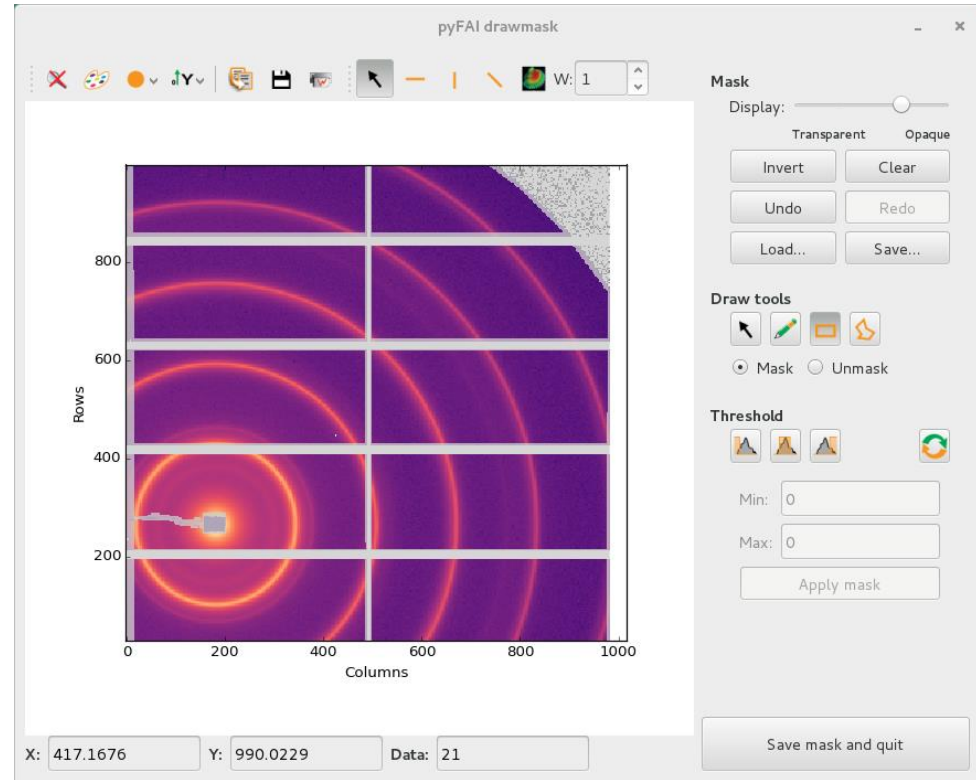 pyFAI drawmask
Y
W: 1
Mask
Display:
Transparent Opaque
Invert Clear
Undo Redo
Load... Save...
Draw tools
Mask Unmask
Threshold
Min: 0
Max: 0
Apply mask
800
600
400
200
0 200 400 600 800 1000
Rows
Columns
X: 417.1676 Y: 990.0229 Data: 21
Save mask and quit